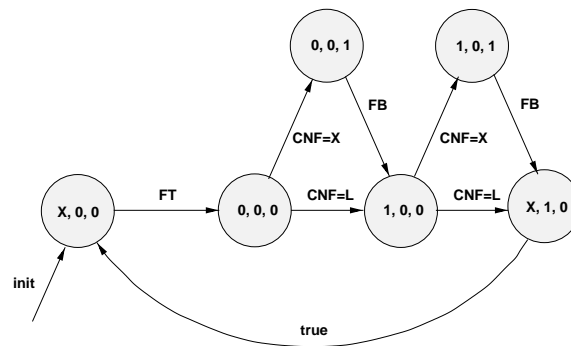 0, 0, 1
1, 0, 1
FB
FB
CNF=X
CNF=X
FT
CNF=L
CNF=L
X, 0, 0
0, 0, 0
1, 0, 0
X, 1, 0
init
true